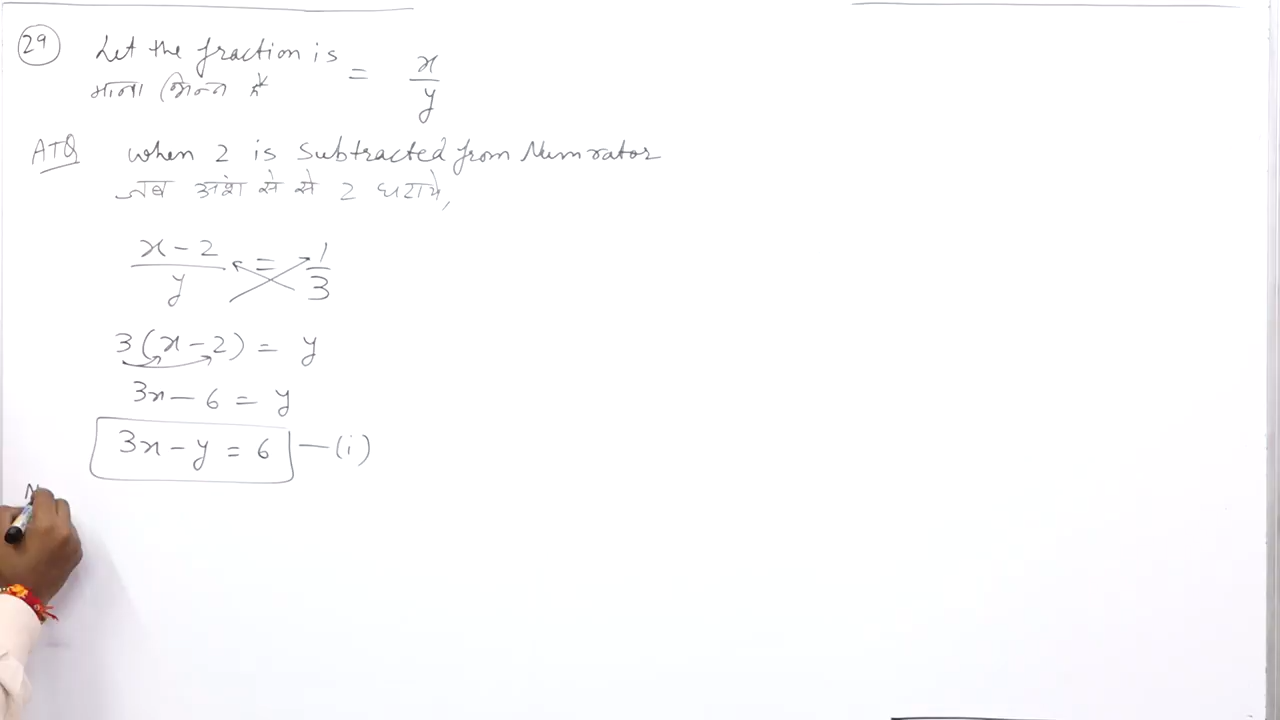 29 Let the fraction is = x/y
माना भिन्न है
ATQ when 2 is subtracted from Numrator
जब अंश से से 2 घटाये,
x - 2 / y = 1/3
3(x - 2) = y
3x - 6 = y
3x - y = 6 —(i)